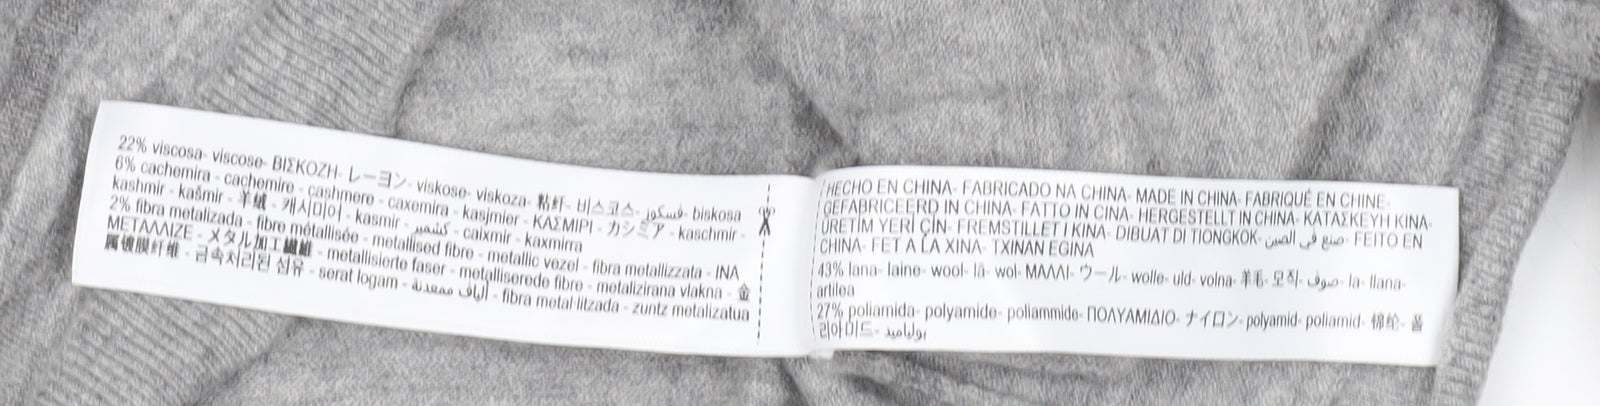 22% viscosa- viscose- ΒΙΣΚΟΖΗ- レーヨン- viskose- viskoza- 粘纤- 비스코스- فسكوز- biskosa
6% cachemira - cachemire - cashmere - caxemira - kasjmier - ΚΑΣΜΙΡΙ - カシミア - kaschmir -
kashmir - kašmir - 羊绒 - 캐시미어 - kasmir - كشمير - caixmir - kaxmirra
2% fibra metalizada - fibre métallisée - metallised fibre - metallic vezel - fibra metallizzata - ΙΝΑ
ΜΕΤΑΛΛΙΖΕ - メタル加工繊維 - metallisierte faser - metalliserede fibre - metalizirana vlakna - 金
属镀膜纤维 - 금속처리된 섬유 - serat logam - ألياف معدنية - fibra metal·litzada - zuntz metalizatua
HECHO EN CHINA- FABRICADO NA CHINA- MADE IN CHINA- FABRIQUÉ EN CHINE-
GEFABRICEERD IN CHINA- FATTO IN CINA- HERGESTELLT IN CHINA- ΚΑΤΑΣΚΕΥΗ ΚΙΝΑ-
ÜRETİM YERİ ÇİN- FREMSTILLET I KINA- DIBUAT DI TIONGKOK- صنع في الصين- FEITO EN
CHINA- FET A LA XINA- TXINAN EGINA
43% lana- laine- wool- lã- wol- ΜΑΛΛΙ- ウール- wolle- uld- volna- 羊毛- 모직- صوف- la- llana-
artilea
27% poliamida- polyamide- poliammide- ΠΟΛΥΑΜΙΔΙΟ- ナイロン- polyamid- poliamid- 锦纶- 폴
리아미드- بولياميد